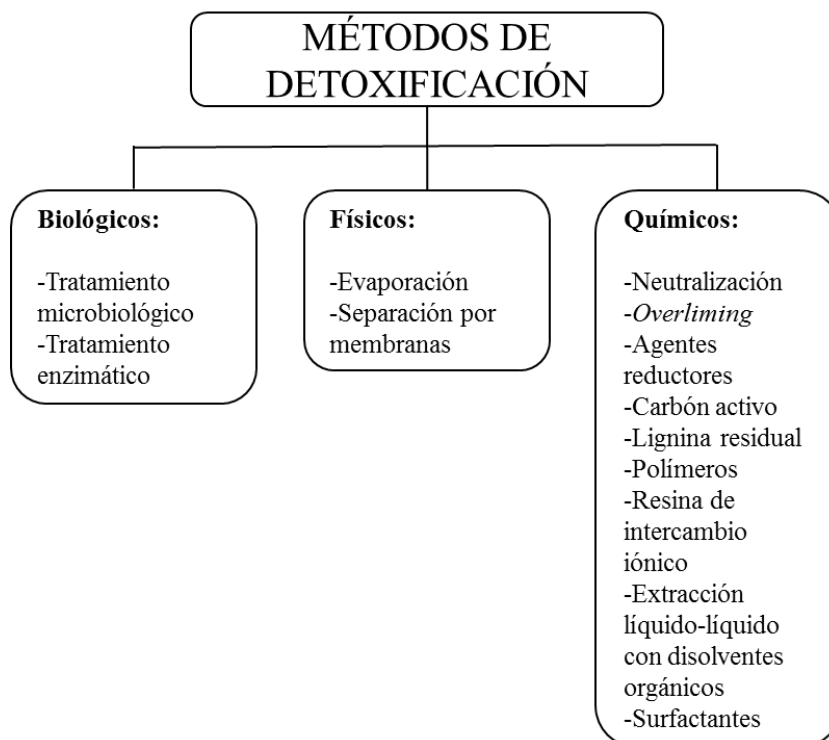 MÉTODOS DE
DETOXIFICACIÓN
Biológicos:
-Tratamiento
microbiológico
-Tratamiento
enzimático
Físicos:
-Evaporación
-Separación por
membranas
Químicos:
-Neutralización
-Overliming
-Agentes
reductores
-Carbón activo
-Lignina residual
-Polímeros
-Resina de
intercambio
iónico
-Extracción
líquido-líquido
con disolventes
orgánicos
-Surfactantes